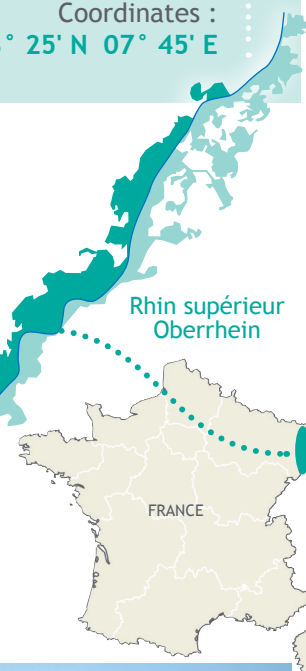 Coordinates :
° 25' N 07° 45' E
Rhin supérieur
Oberrhein
FRANCE